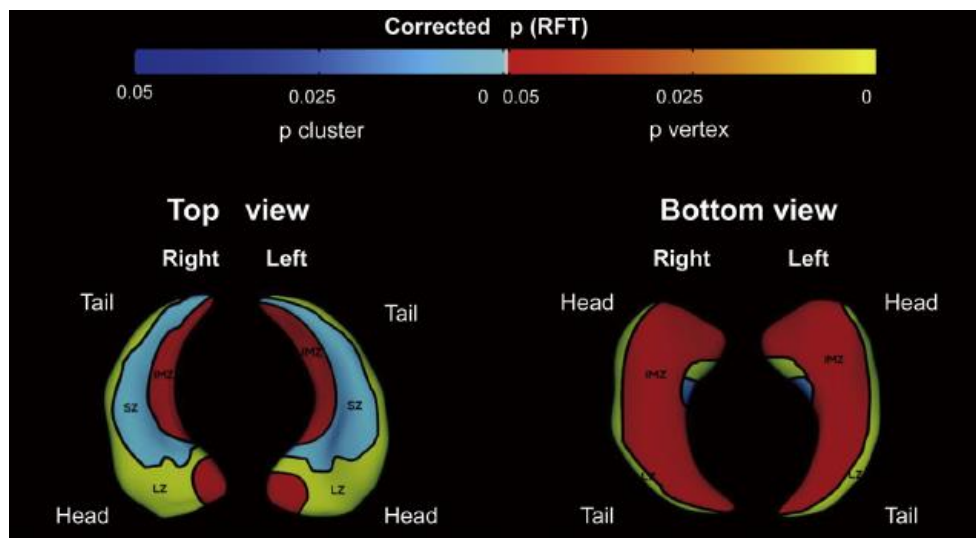 Corrected p (RFT)
0.05 0.025 0 0.05 0.025 0
p cluster p vertex
Top view Bottom view
Right Left Right Left
Tail Tail Head Head
IMZ IMZ IMZ IMZ
SZ SZ
LZ LZ LZ LZ
Head Head Tail Tail